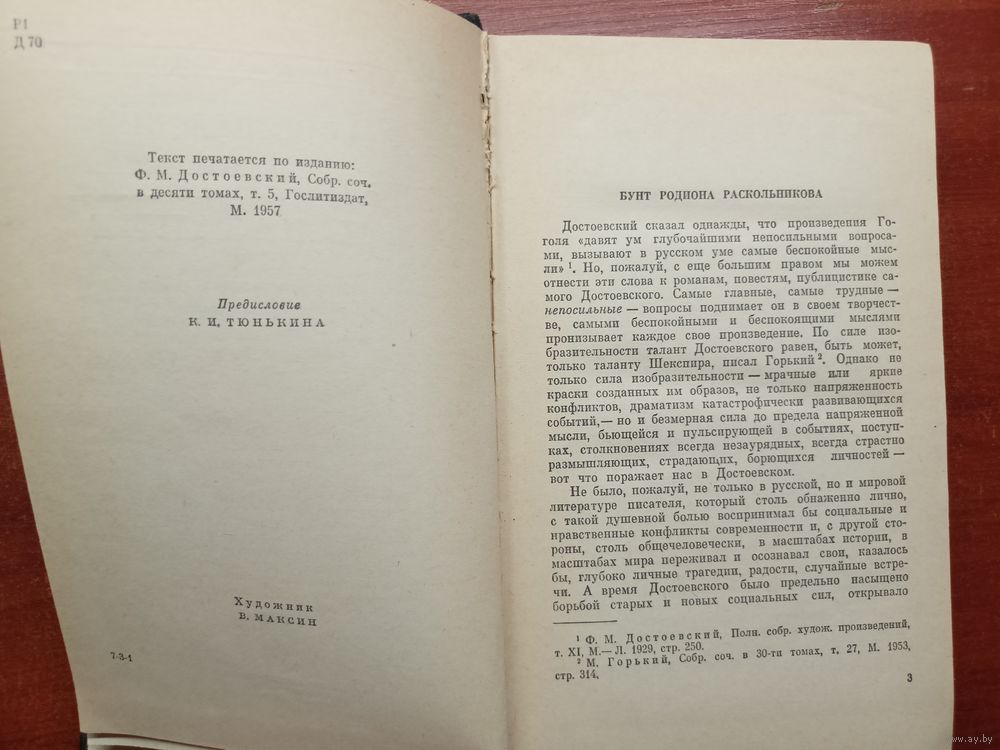 Р1
Д 70
Текст печатается по изданию:
Ф. М. Достоевский, Собр. соч.
в десяти томах, т. 5, Гослитиздат,
М. 1957
Предисловие
К. И. ТЮНЬКИНА
Художник
В. МАКСИН
7-3-1
БУНТ РОДИОНА РАСКОЛЬНИКОВА
Достоевский сказал однажды, что произведения Го-
голя «давят ум глубочайшими непосильными вопроса-
ми, вызывают в русском уме самые беспокойные мыс-
ли» ¹. Но, пожалуй, с еще большим правом мы можем
отнести эти слова к романам, повестям, публицистике са-
мого Достоевского. Самые главные, самые трудные —
непосильные — вопросы поднимает он в своем творчест-
ве, самыми беспокойными и беспокоящими мыслями
пронизывает каждое свое произведение. По силе изо-
бразительности талант Достоевского равен, быть может,
только таланту Шекспира, писал Горький ². Однако не
только сила изобразительности — мрачные или яркие
краски созданных им образов, не только напряженность
конфликтов, драматизм катастрофически развивающихся
событий,— но и безмерная сила до предела напряженной
мысли, бьющейся и пульсирующей в событиях, поступ-
ках, столкновениях всегда незаурядных, всегда страстно
размышляющих, страдающих, борющихся личностей —
вот что поражает нас в Достоевском.
Не было, пожалуй, не только в русской, но и мировой
литературе писателя, который столь обнаженно лично,
с такой душевной болью воспринимал бы социальные и
нравственные конфликты современности и, с другой сто-
роны, столь общечеловечески, в масштабах истории, в
масштабах мира переживал и осознавал свои, казалось
бы, глубоко личные трагедии, радости, случайные встре-
чи. А время Достоевского было предельно насыщено
борьбой старых и новых социальных сил, открывало
¹ Ф. М. Достоевский, Полн. собр. худож. произведений,
т. XI, М.— Л. 1929, стр. 250.
² М. Горький, Собр. соч. в 30-ти томах, т. 27, М. 1953,
стр. 314.
3
www.ay.by